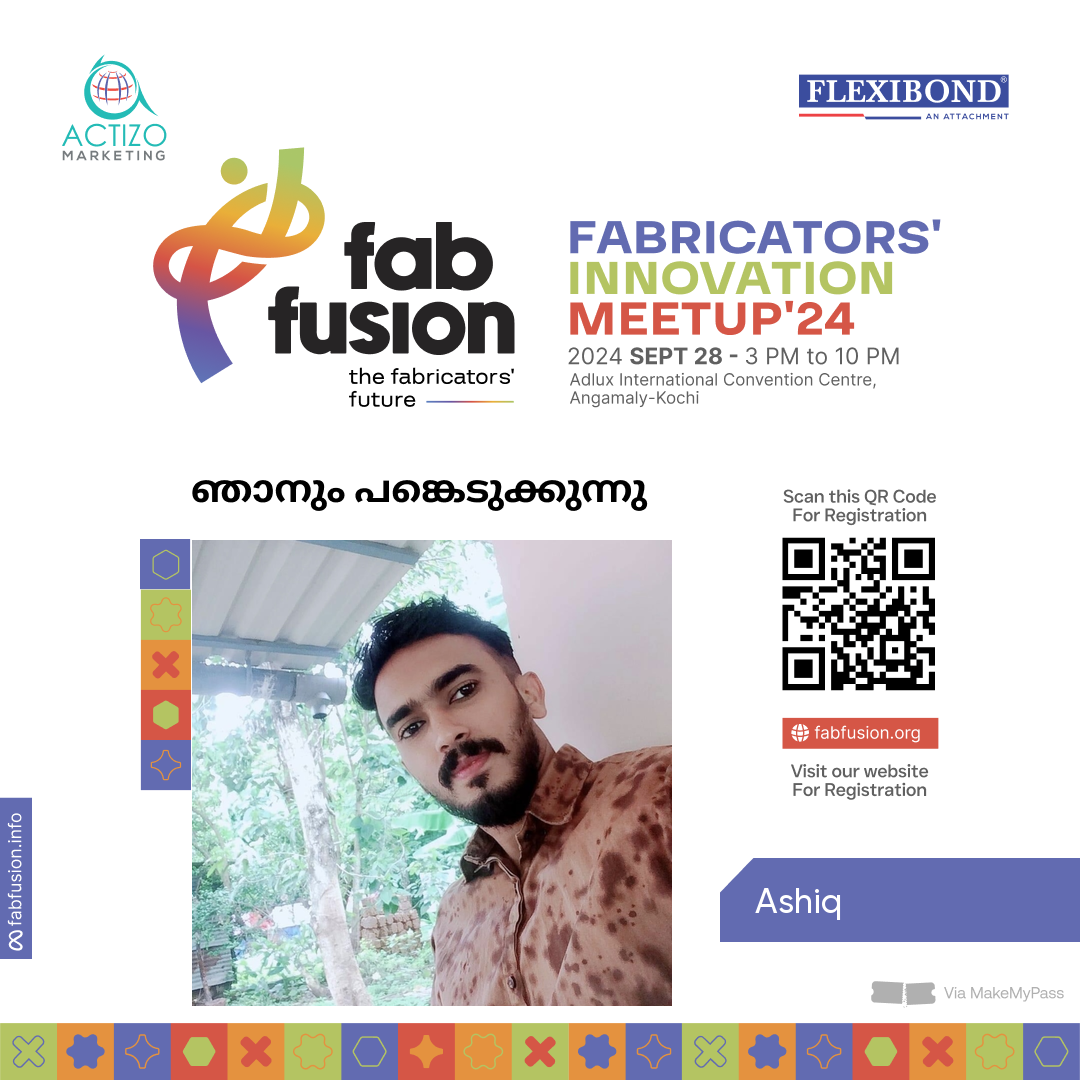 ACTIZO
MARKETING
FLEXIBOND®
AN ATTACHMENT
fab
fusion
the fabricators'
future
FABRICATORS'
INNOVATION
MEETUP'24
2024 SEPT 28 - 3 PM to 10 PM
Adlux International Convention Centre,
Angamaly-Kochi
ഞാനും പങ്കെടുക്കുന്നു
Scan this QR Code
For Registration
fabfusion.org
Visit our website
For Registration
fabfusion.info
Ashiq
Via MakeMyPass